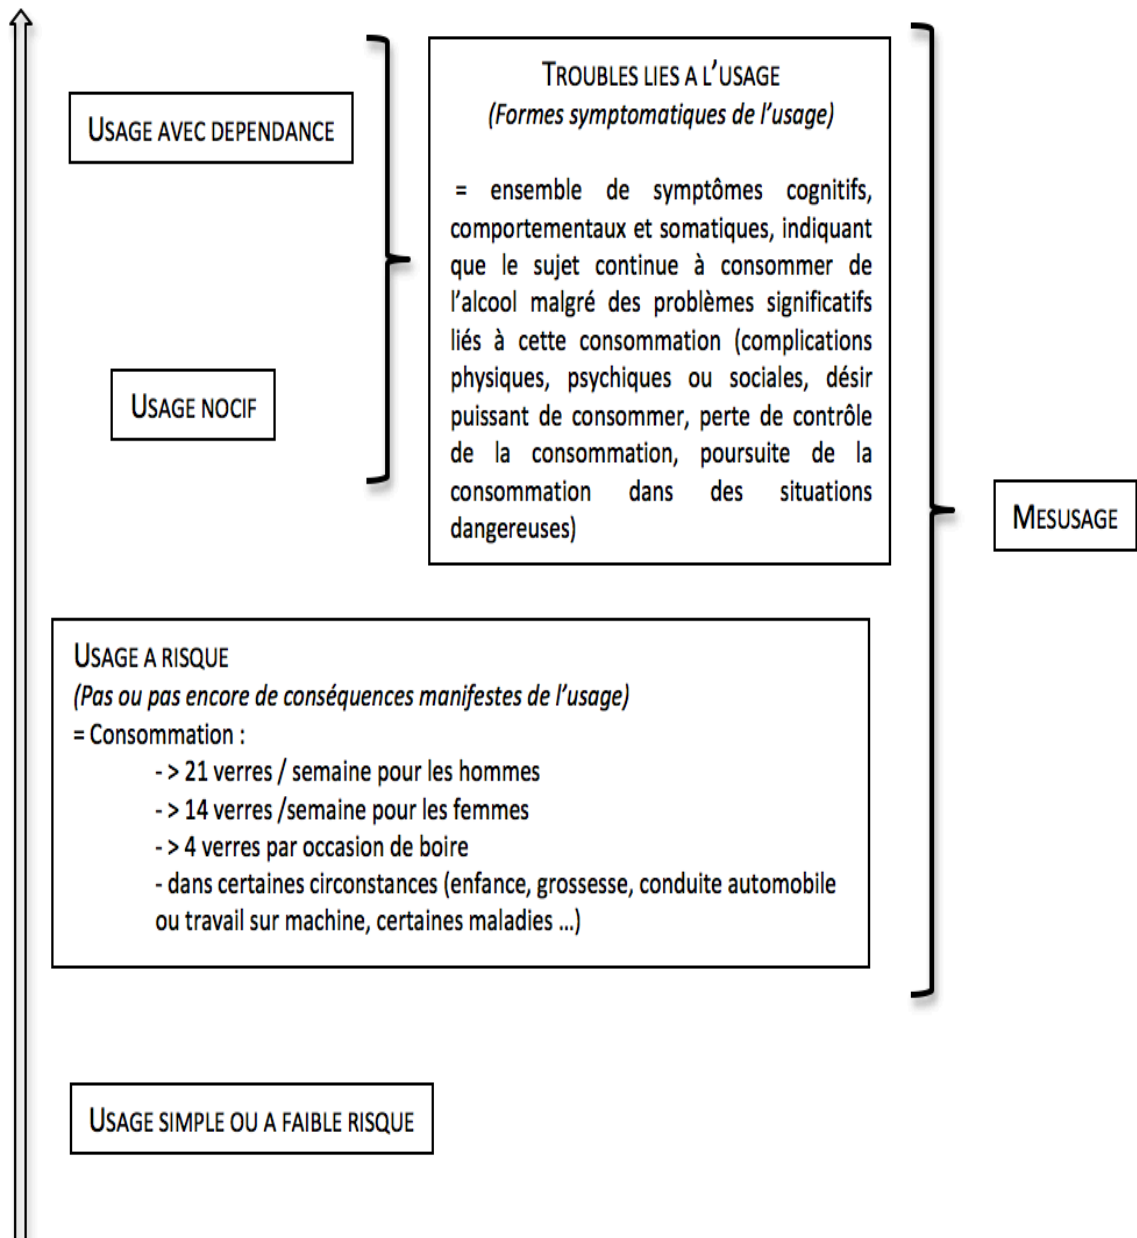 USAGE AVEC DEPENDANCE
USAGE NOCIF
TROUBLES LIES A L'USAGE
(Formes symptomatiques de l'usage)
= ensemble de symptômes cognitifs,
comportementaux et somatiques, indiquant
que le sujet continue à consommer de
l'alcool malgré des problèmes significatifs
liés à cette consommation (complications
physiques, psychiques ou sociales, désir
puissant de consommer, perte de contrôle
de la consommation, poursuite de la
consommation dans des situations
dangereuses)
MESUSAGE
USAGE A RISQUE
(Pas ou pas encore de conséquences manifestes de l'usage)
= Consommation :
- > 21 verres / semaine pour les hommes
- > 14 verres /semaine pour les femmes
- > 4 verres par occasion de boire
- dans certaines circonstances (enfance, grossesse, conduite automobile
ou travail sur machine, certaines maladies ...)
USAGE SIMPLE OU A FAIBLE RISQUE